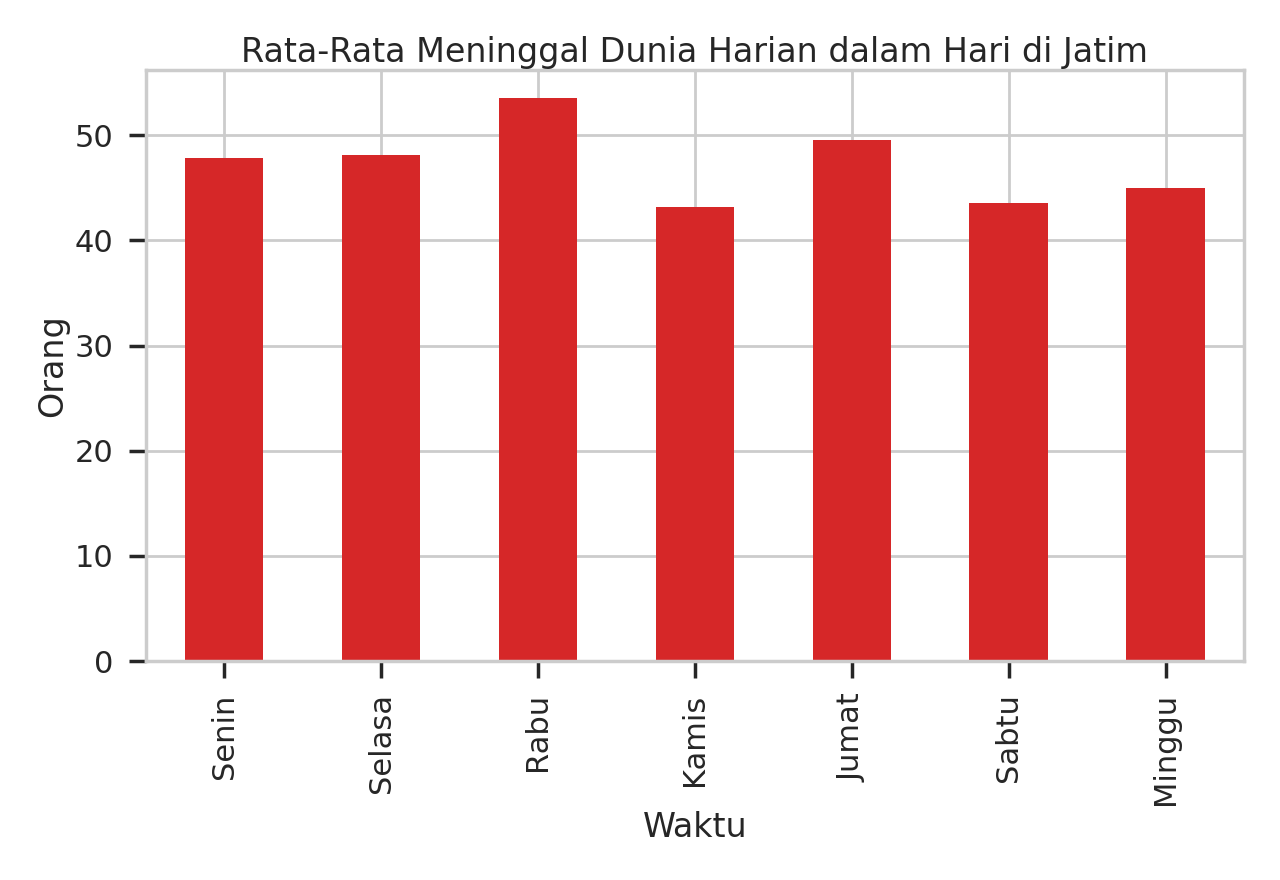 Rata-Rata Meninggal Dunia Harian dalam Hari di Jatim
50
40
30
20
10
0
Orang
Senin
Selasa
Rabu
Kamis
Jumat
Sabtu
Minggu
Waktu